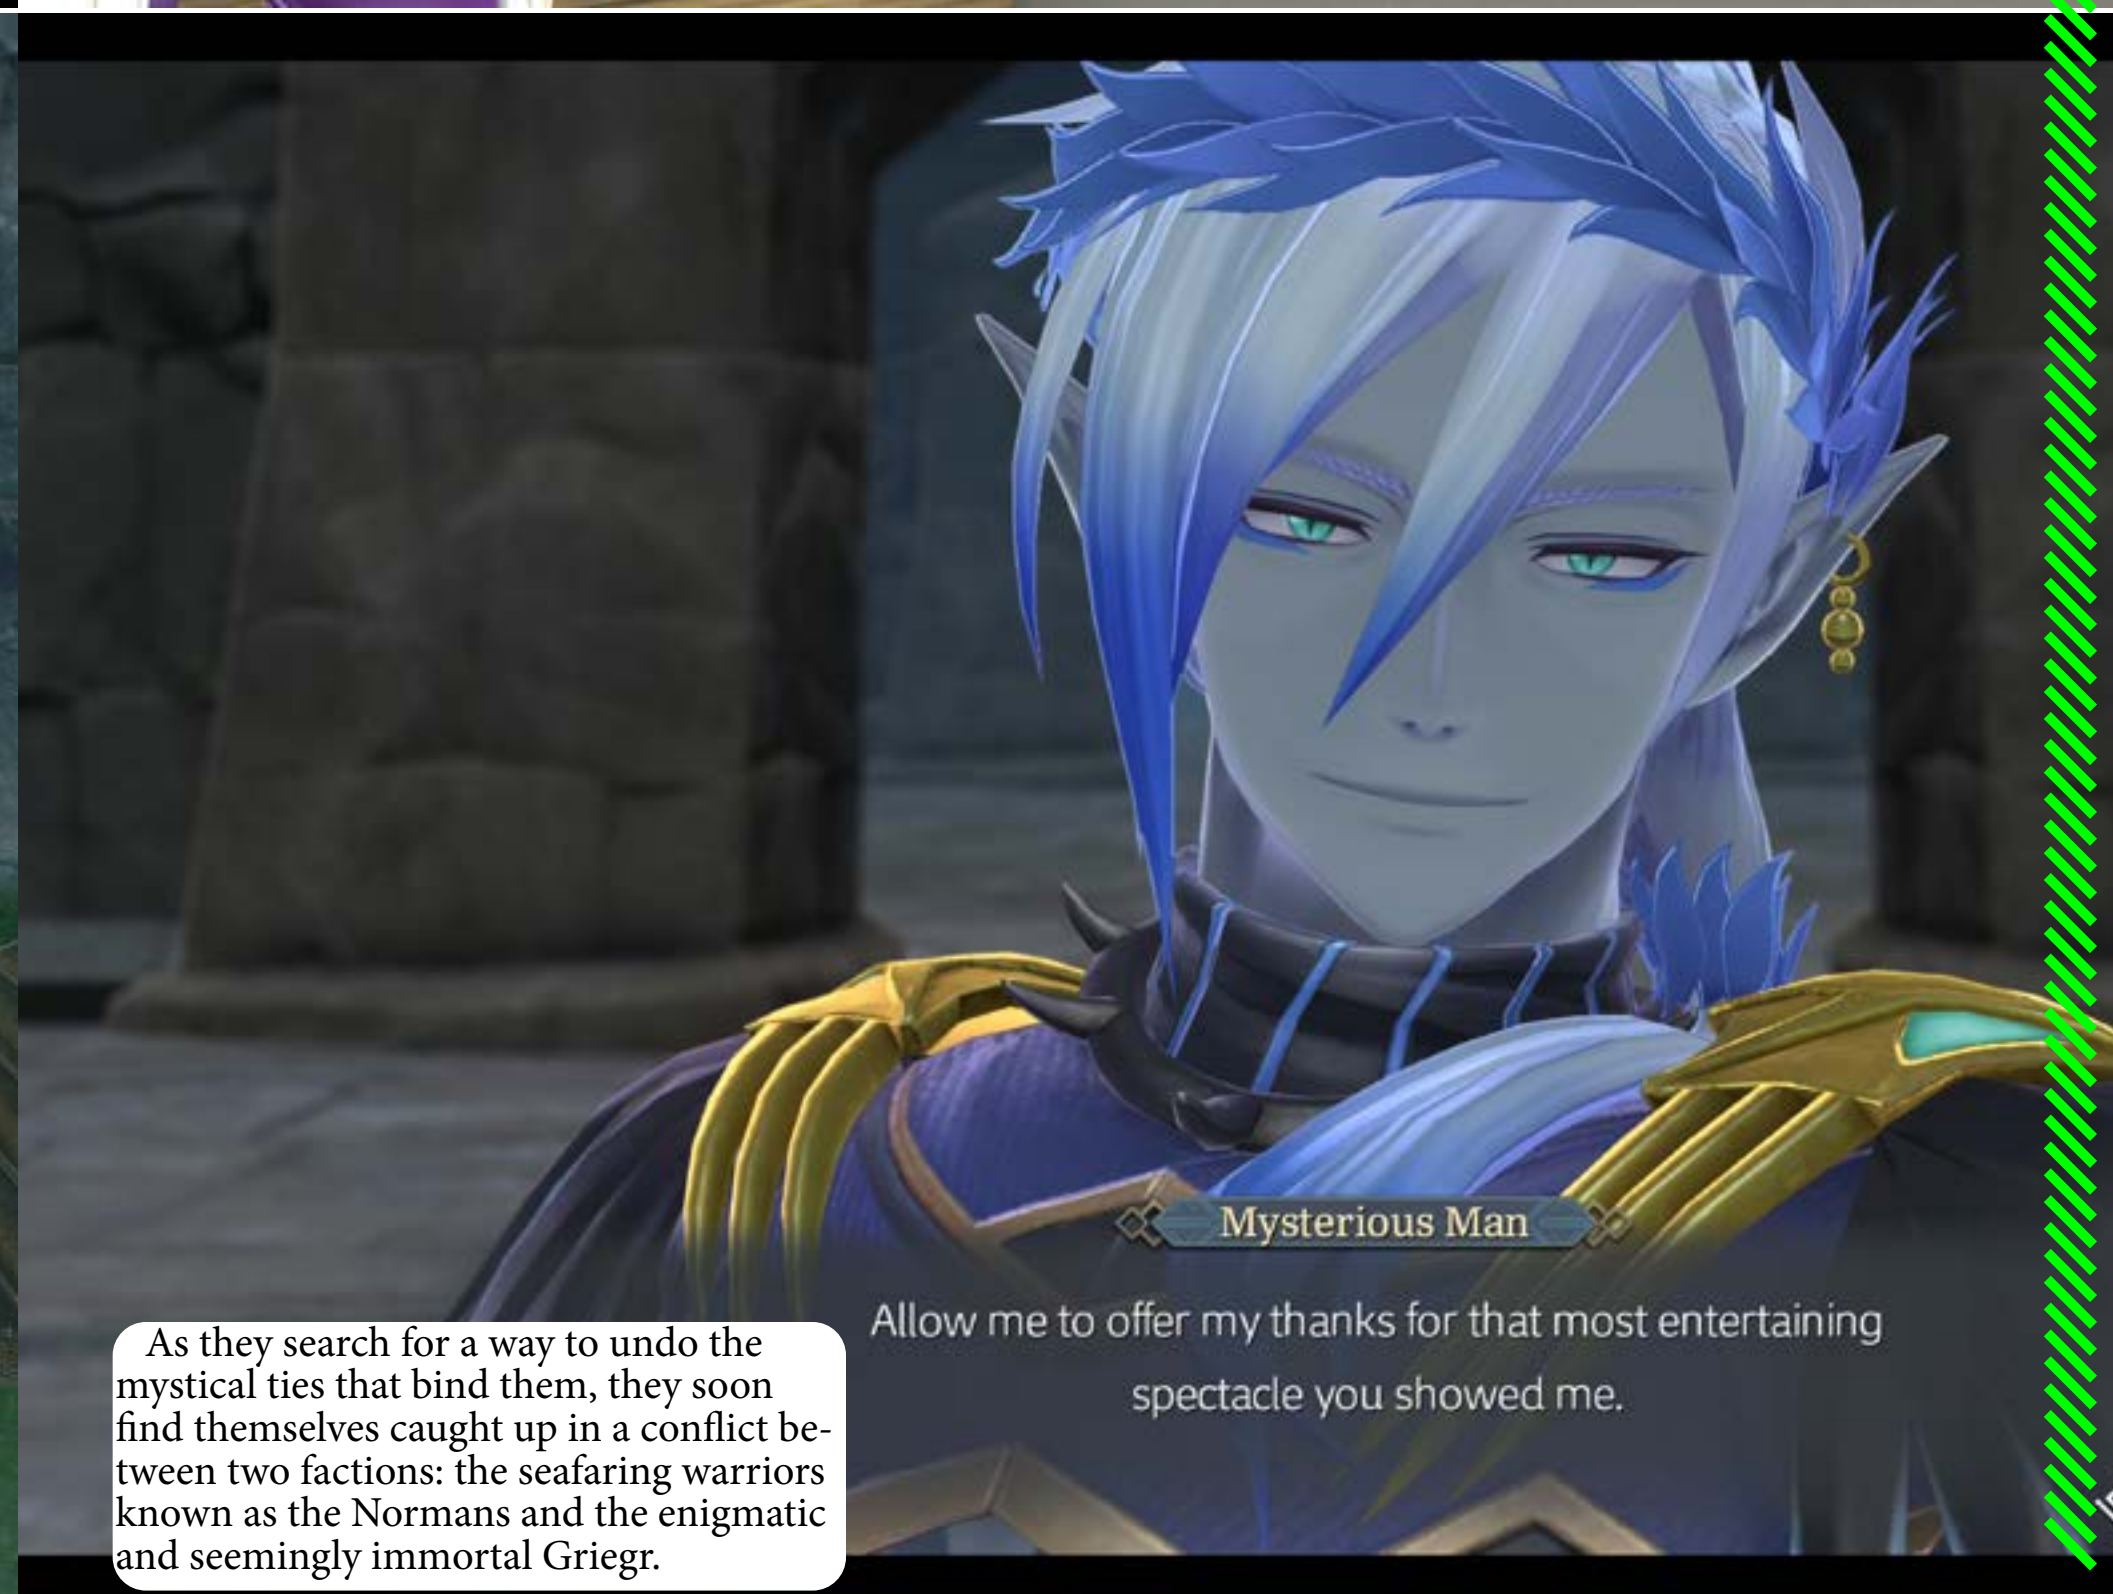 Mysterious Man
Allow me to offer my thanks for that most entertaining
spectacle you showed me.
As they search for a way to undo the
mystical ties that bind them, they soon
find themselves caught up in a conflict be-
tween two factions: the seafaring warriors
known as the Normans and the enigmatic
and seemingly immortal Griegr.